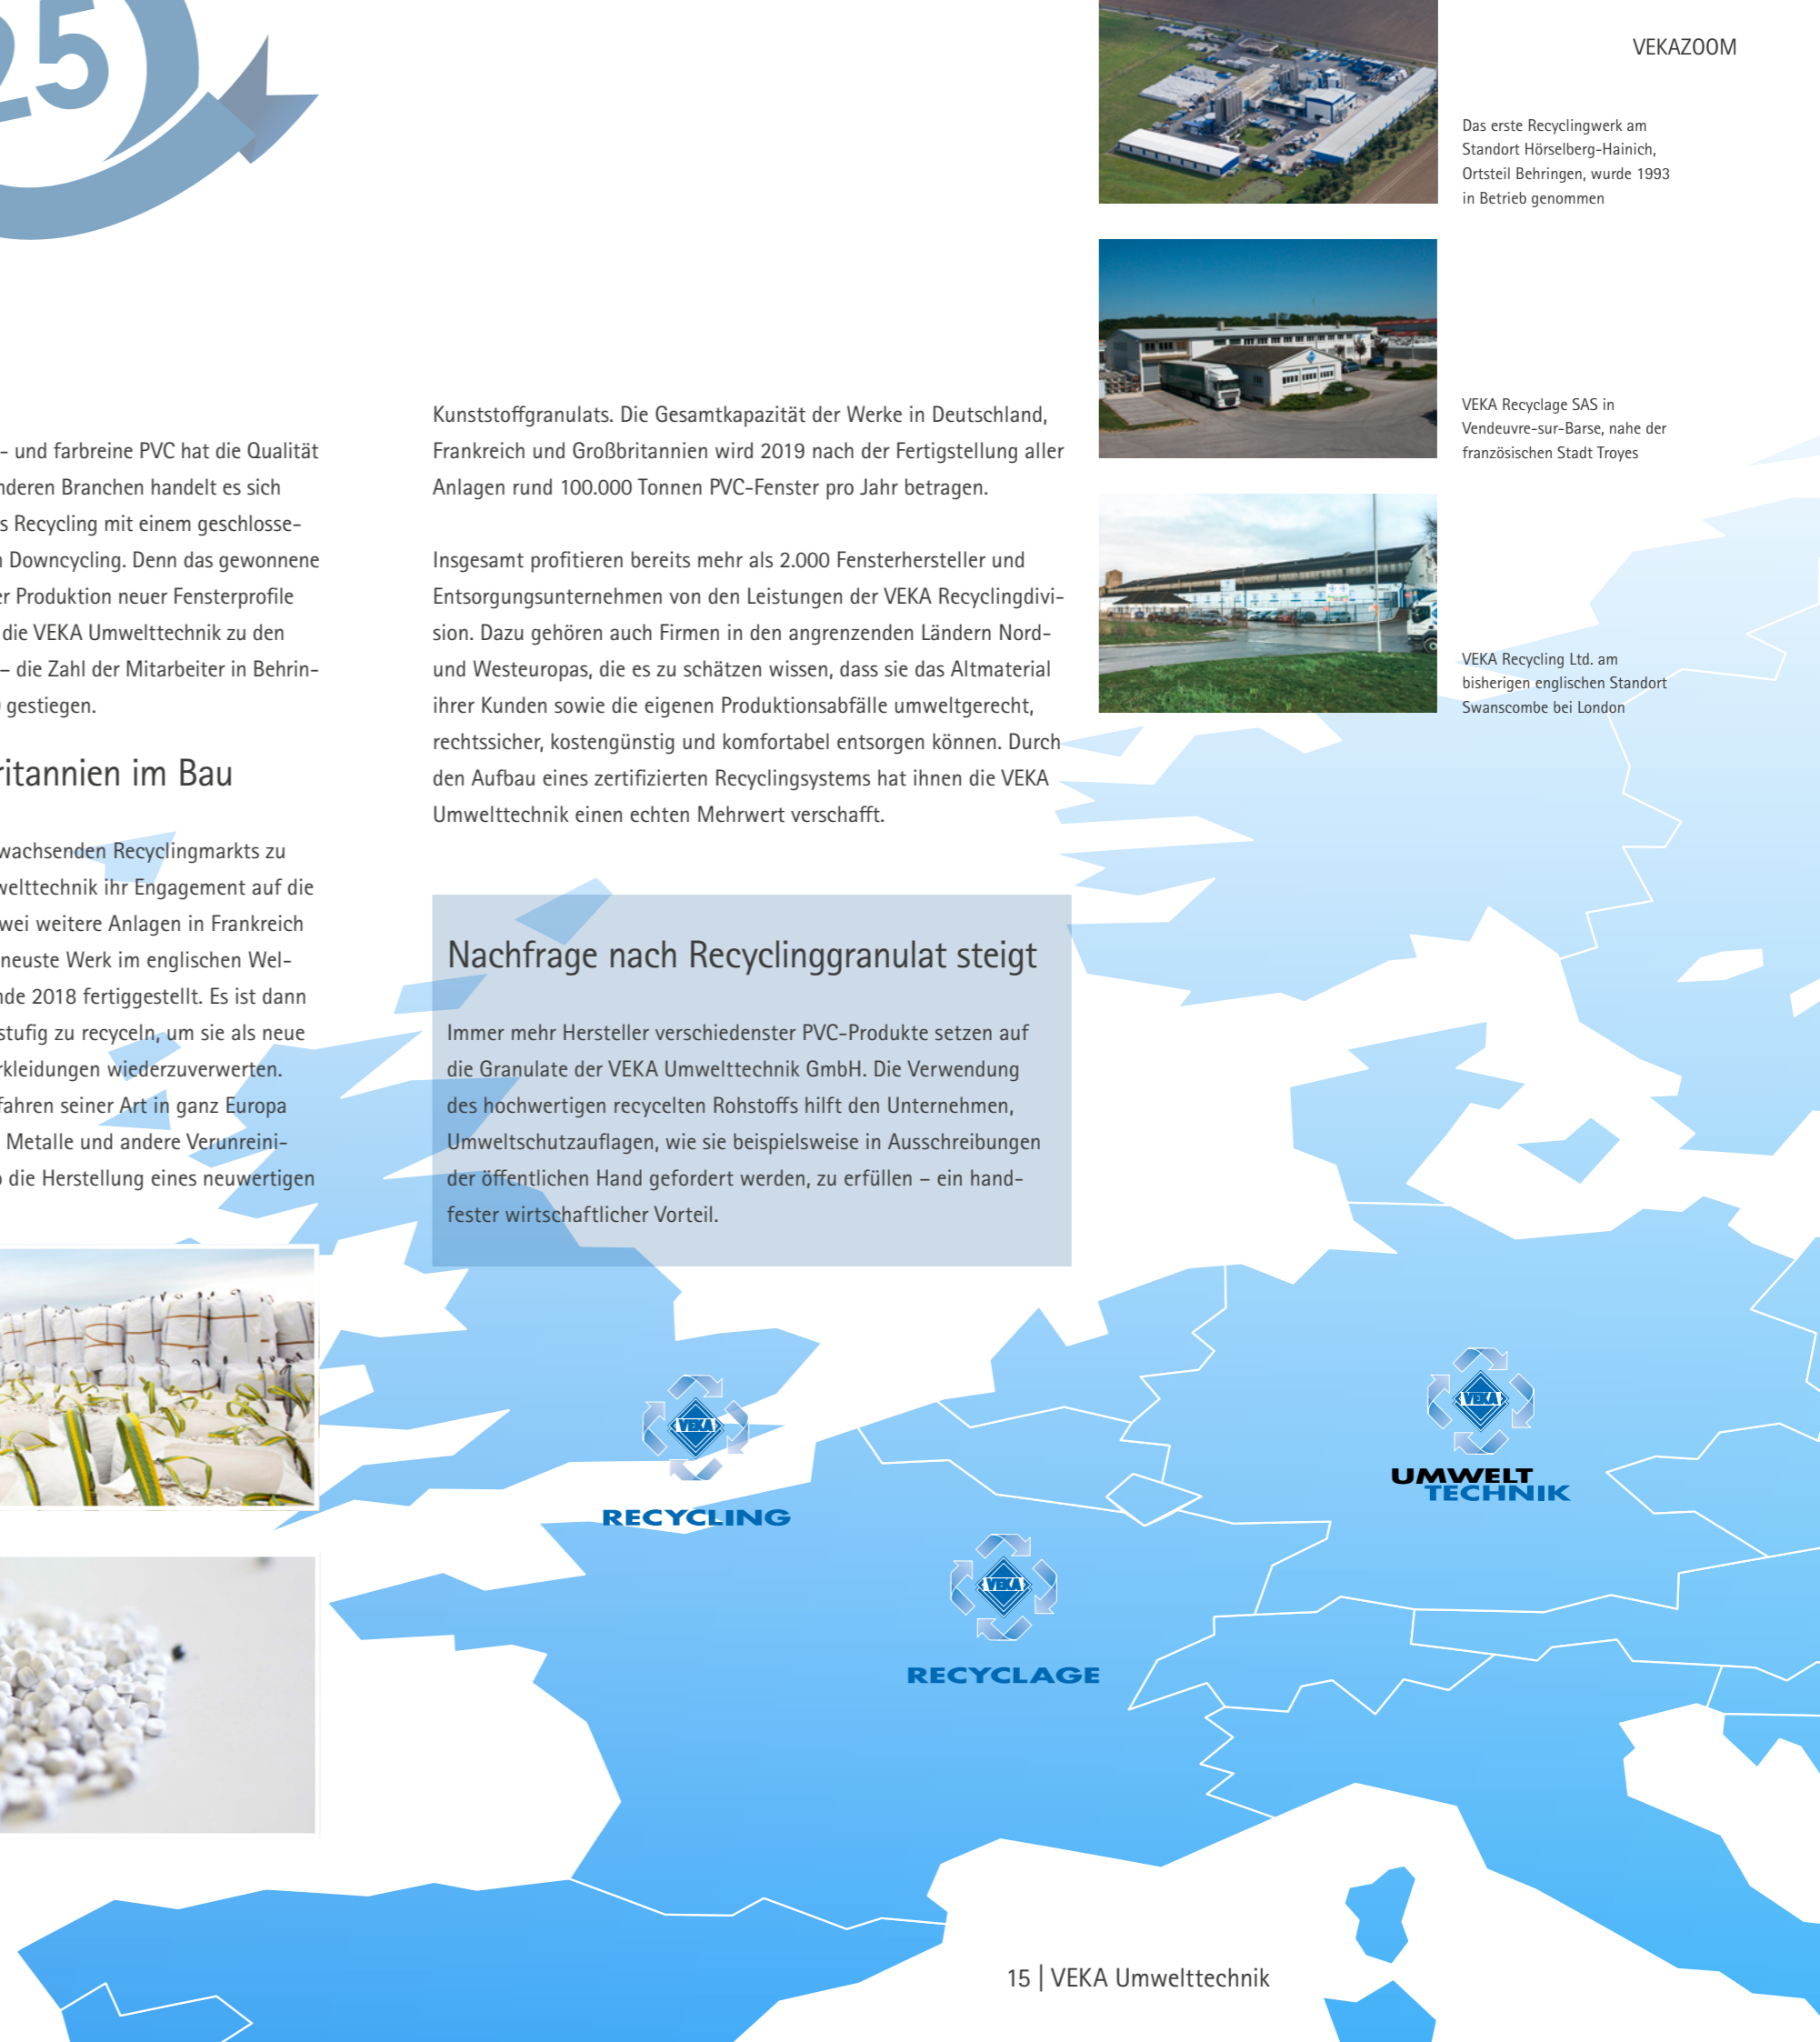 25
VEKAZOOM
Das erste Recyclingwerk am
Standort Hörselberg-Hainich,
Ortsteil Behringen, wurde 1993
in Betrieb genommen
VEKA Recyclage SAS in
Vendeuvre-sur-Barse, nahe der
französischen Stadt Troyes
VEKA Recycling Ltd. am
bisherigen englischen Standort
Swanscombe bei London
- und farbreine PVC hat die Qualität
nderen Branchen handelt es sich
s Recycling mit einem geschlosse-
n Downcycling. Denn das gewonnene
er Produktion neuer Fensterprofile
die VEKA Umwelttechnik zu den
– die Zahl der Mitarbeiter in Behrin-
gestiegen.
ritannien im Bau
wachsenden Recyclingmarkts zu
welttechnik ihr Engagement auf die
wei weitere Anlagen in Frankreich
neuste Werk im englischen Wel-
nde 2018 fertiggestellt. Es ist dann
stufig zu recyceln, um sie als neue
rkleidungen wiederzuverwerten.
fahren seiner Art in ganz Europa
Metalle und andere Verunreini-
o die Herstellung eines neuwertigen
Kunststoffgranulats. Die Gesamtkapazität der Werke in Deutschland,
Frankreich und Großbritannien wird 2019 nach der Fertigstellung aller
Anlagen rund 100.000 Tonnen PVC-Fenster pro Jahr betragen.
Insgesamt profitieren bereits mehr als 2.000 Fensterhersteller und
Entsorgungsunternehmen von den Leistungen der VEKA Recyclingdivi-
sion. Dazu gehören auch Firmen in den angrenzenden Ländern Nord-
und Westeuropas, die es zu schätzen wissen, dass sie das Altmaterial
ihrer Kunden sowie die eigenen Produktionsabfälle umweltgerecht,
rechtssicher, kostengünstig und komfortabel entsorgen können. Durch
den Aufbau eines zertifizierten Recyclingsystems hat ihnen die VEKA
Umwelttechnik einen echten Mehrwert verschafft.
Nachfrage nach Recyclinggranulat steigt
Immer mehr Hersteller verschiedenster PVC-Produkte setzen auf
die Granulate der VEKA Umwelttechnik GmbH. Die Verwendung
des hochwertigen recycelten Rohstoffs hilft den Unternehmen,
Umweltschutzauflagen, wie sie beispielsweise in Ausschreibungen
der öffentlichen Hand gefordert werden, zu erfüllen – ein hand-
fester wirtschaftlicher Vorteil.
VEKA
RECYCLING
VEKA
RECYCLAGE
VEKA
UMWELT
TECHNIK
15 | VEKA Umwelttechnik